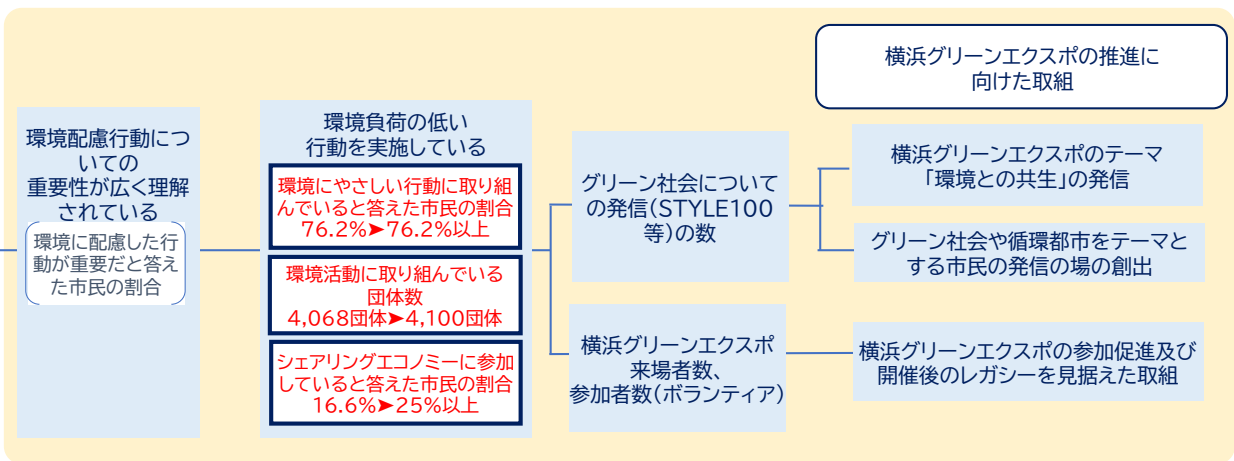 横浜グリーンエクスポの推進に
向けた取組
環境配慮行動につ
いての
重要性が広く理解
されている
環境に配慮した行
動が重要だと答え
た市民の割合
環境負荷の低い
行動を実施している
環境にやさしい行動に取り組
んでいると答えた市民の割合
76.2%➤76.2%以上
環境活動に取り組んでいる
団体数
4,068団体➤4,100団体
シェアリングエコノミーに参加
していると答えた市民の割合
16.6%➤25%以上
グリーン社会について
の発信(STYLE100
等)の数
横浜グリーンエクスポ
来場者数、
参加者数(ボランティア)
横浜グリーンエクスポのテーマ
「環境との共生」の発信
グリーン社会や循環都市をテーマと
する市民の発信の場の創出
横浜グリーンエクスポの参加促進及び
開催後のレガシーを見据えた取組